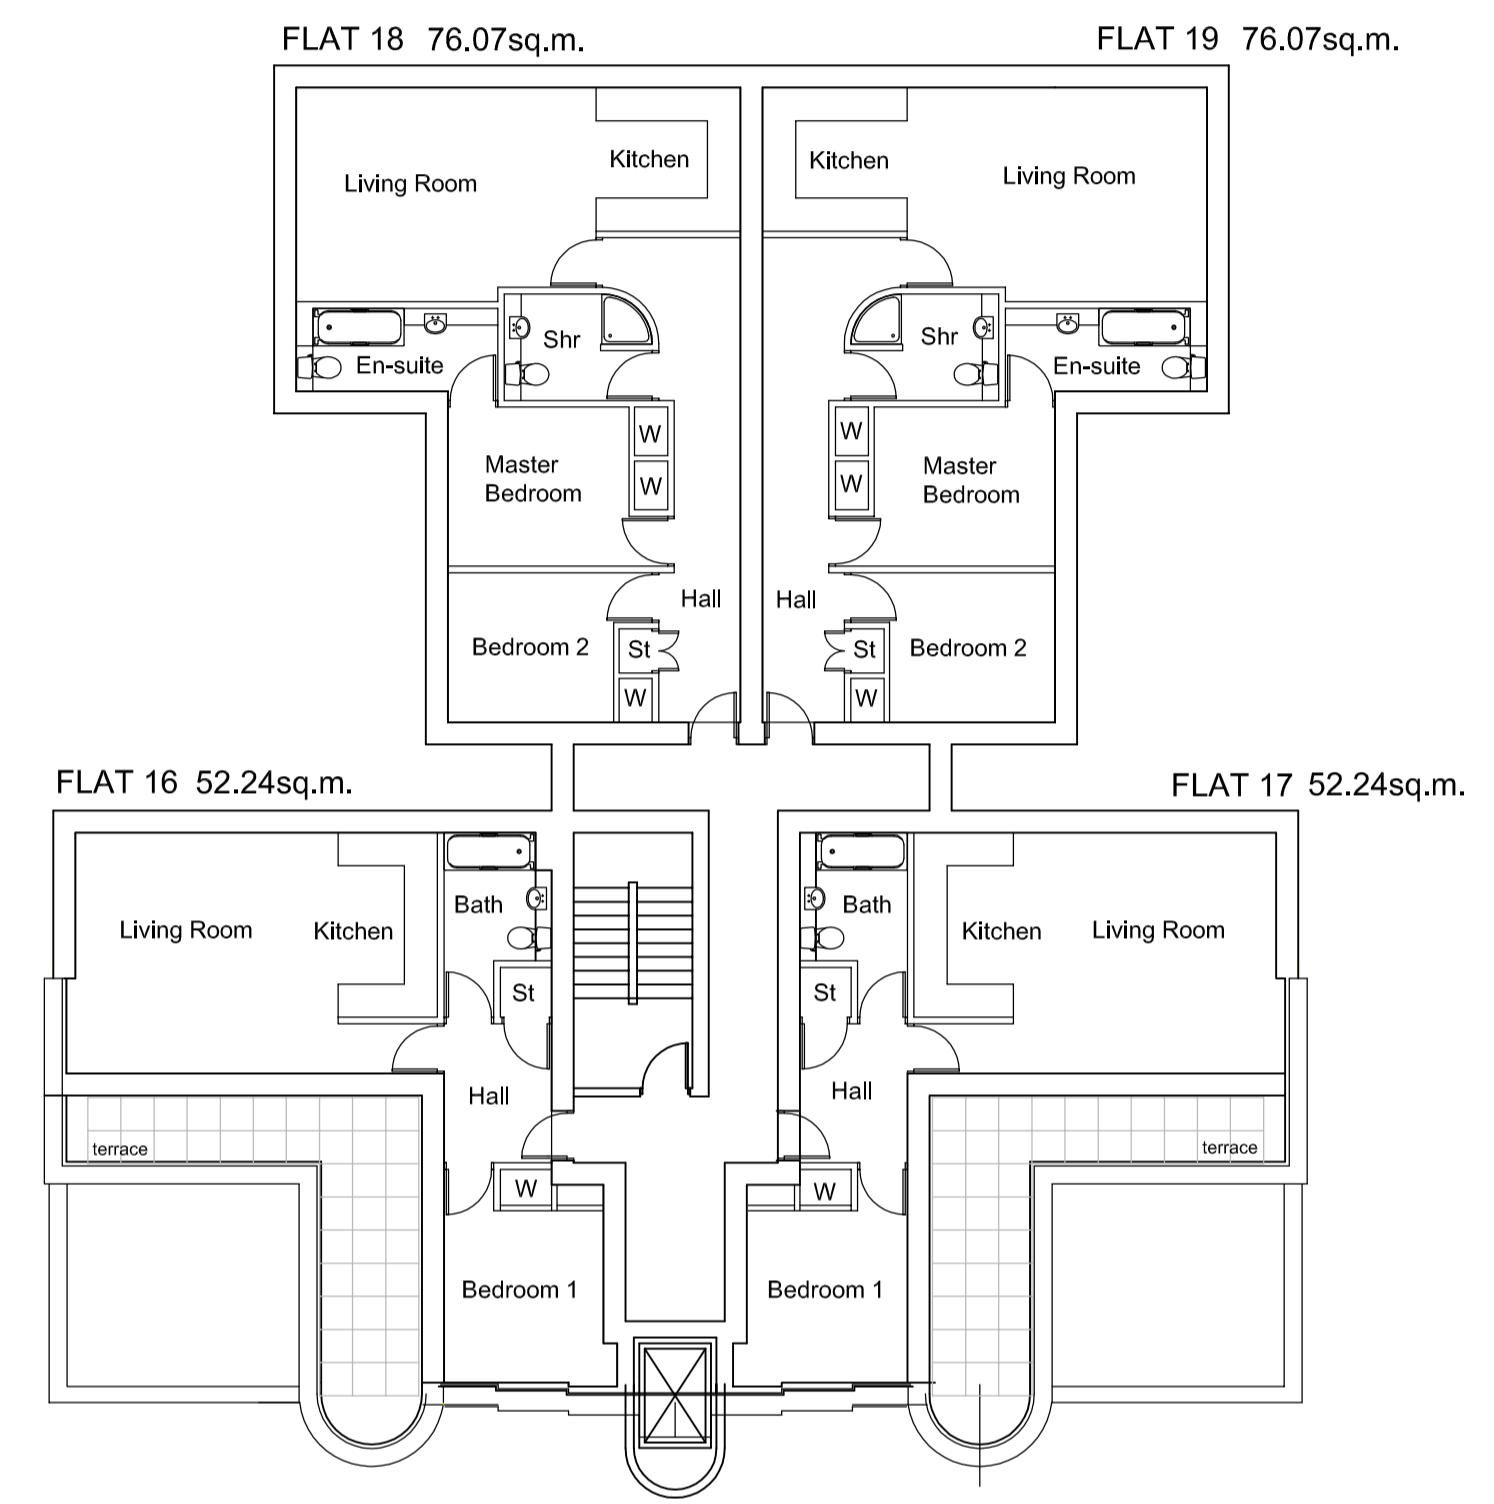 FLAT 18 76.07sq.m.
FLAT 19 76.07sq.m.
Living Room
Kitchen
Kitchen
Living Room
En-suite
Shr
Shr
En-suite
W
W
Master
Bedroom
W
W
Master
Bedroom
Hall
Hall
Bedroom 2
St
W
St
W
Bedroom 2
FLAT 16 52.24sq.m.
FLAT 17 52.24sq.m.
Living Room
Kitchen
Bath
Bath
Kitchen
Living Room
St
St
Hall
Hall
terrace
terrace
W
W
Bedroom 1
Bedroom 1